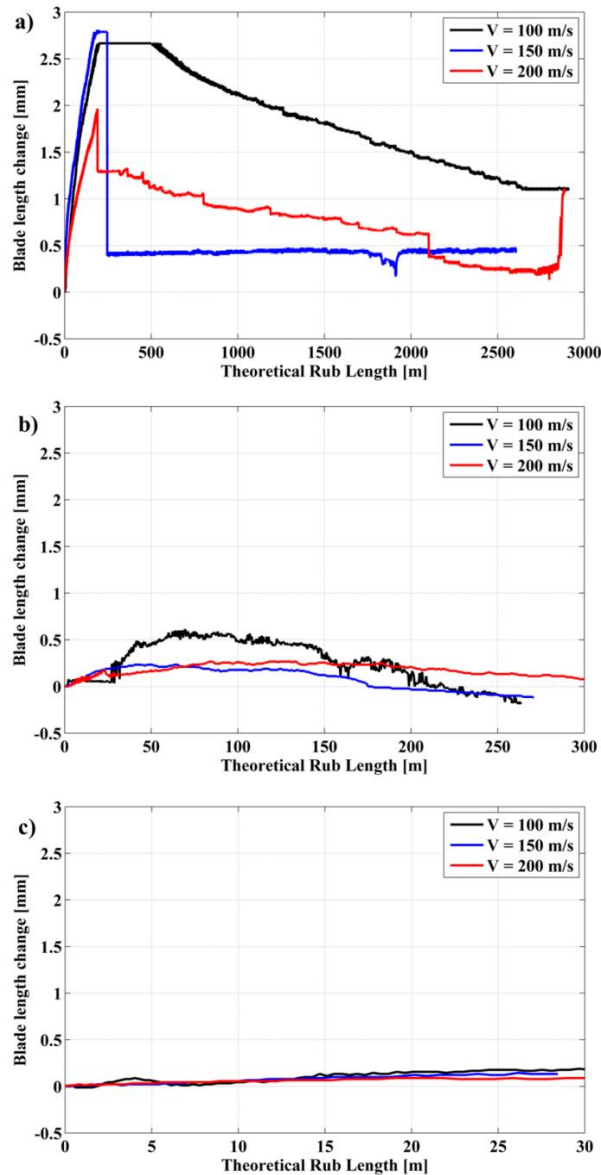 a)
3
2.5
2
1.5
1
0.5
0
-0.5
Blade length change [mm]
V = 100 m/s
V = 150 m/s
V = 200 m/s
0 500 1000 1500 2000 2500 3000
Theoretical Rub Length [m]
b)
3
2.5
2
1.5
1
0.5
0
-0.5
Blade length change [mm]
V = 100 m/s
V = 150 m/s
V = 200 m/s
0 50 100 150 200 250 300
Theoretical Rub Length [m]
c)
3
2.5
2
1.5
1
0.5
0
-0.5
Blade length change [mm]
V = 100 m/s
V = 150 m/s
V = 200 m/s
0 5 10 15 20 25 30
Theoretical Rub Length [m]